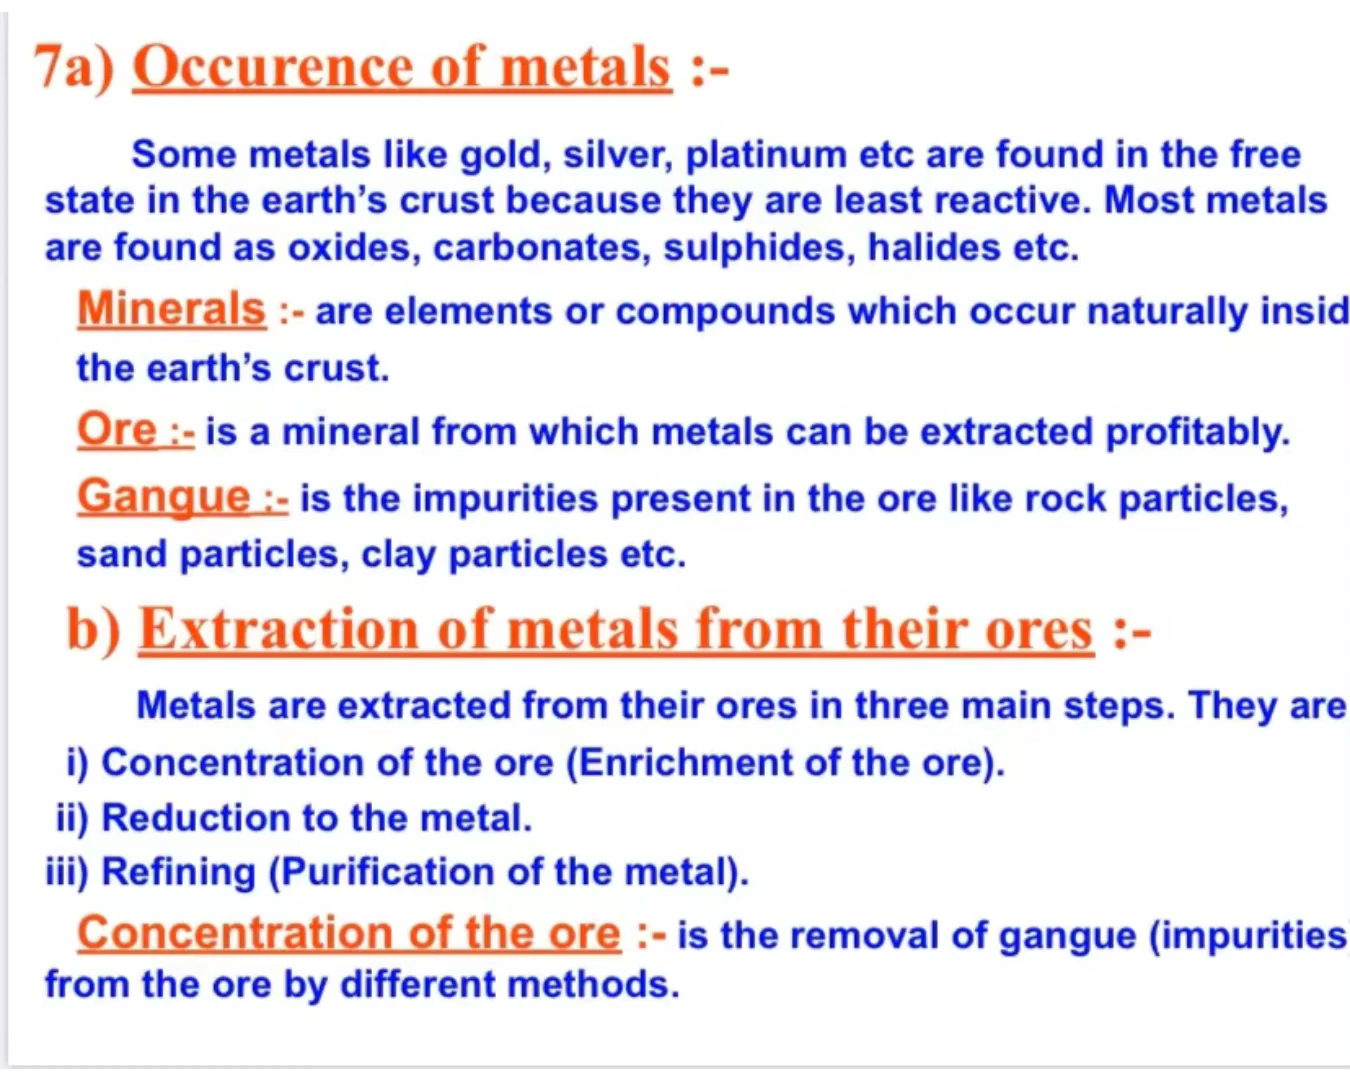 7a) Occurence of metals :-
Some metals like gold, silver, platinum etc are found in the free
state in the earth’s crust because they are least reactive. Most metals
are found as oxides, carbonates, sulphides, halides etc.
Minerals :- are elements or compounds which occur naturally insid
the earth’s crust.
Ore :- is a mineral from which metals can be extracted profitably.
Gangue :- is the impurities present in the ore like rock particles,
sand particles, clay particles etc.
b) Extraction of metals from their ores :-
Metals are extracted from their ores in three main steps. They are
i) Concentration of the ore (Enrichment of the ore).
ii) Reduction to the metal.
iii) Refining (Purification of the metal).
Concentration of the ore :- is the removal of gangue (impurities)
from the ore by different methods.